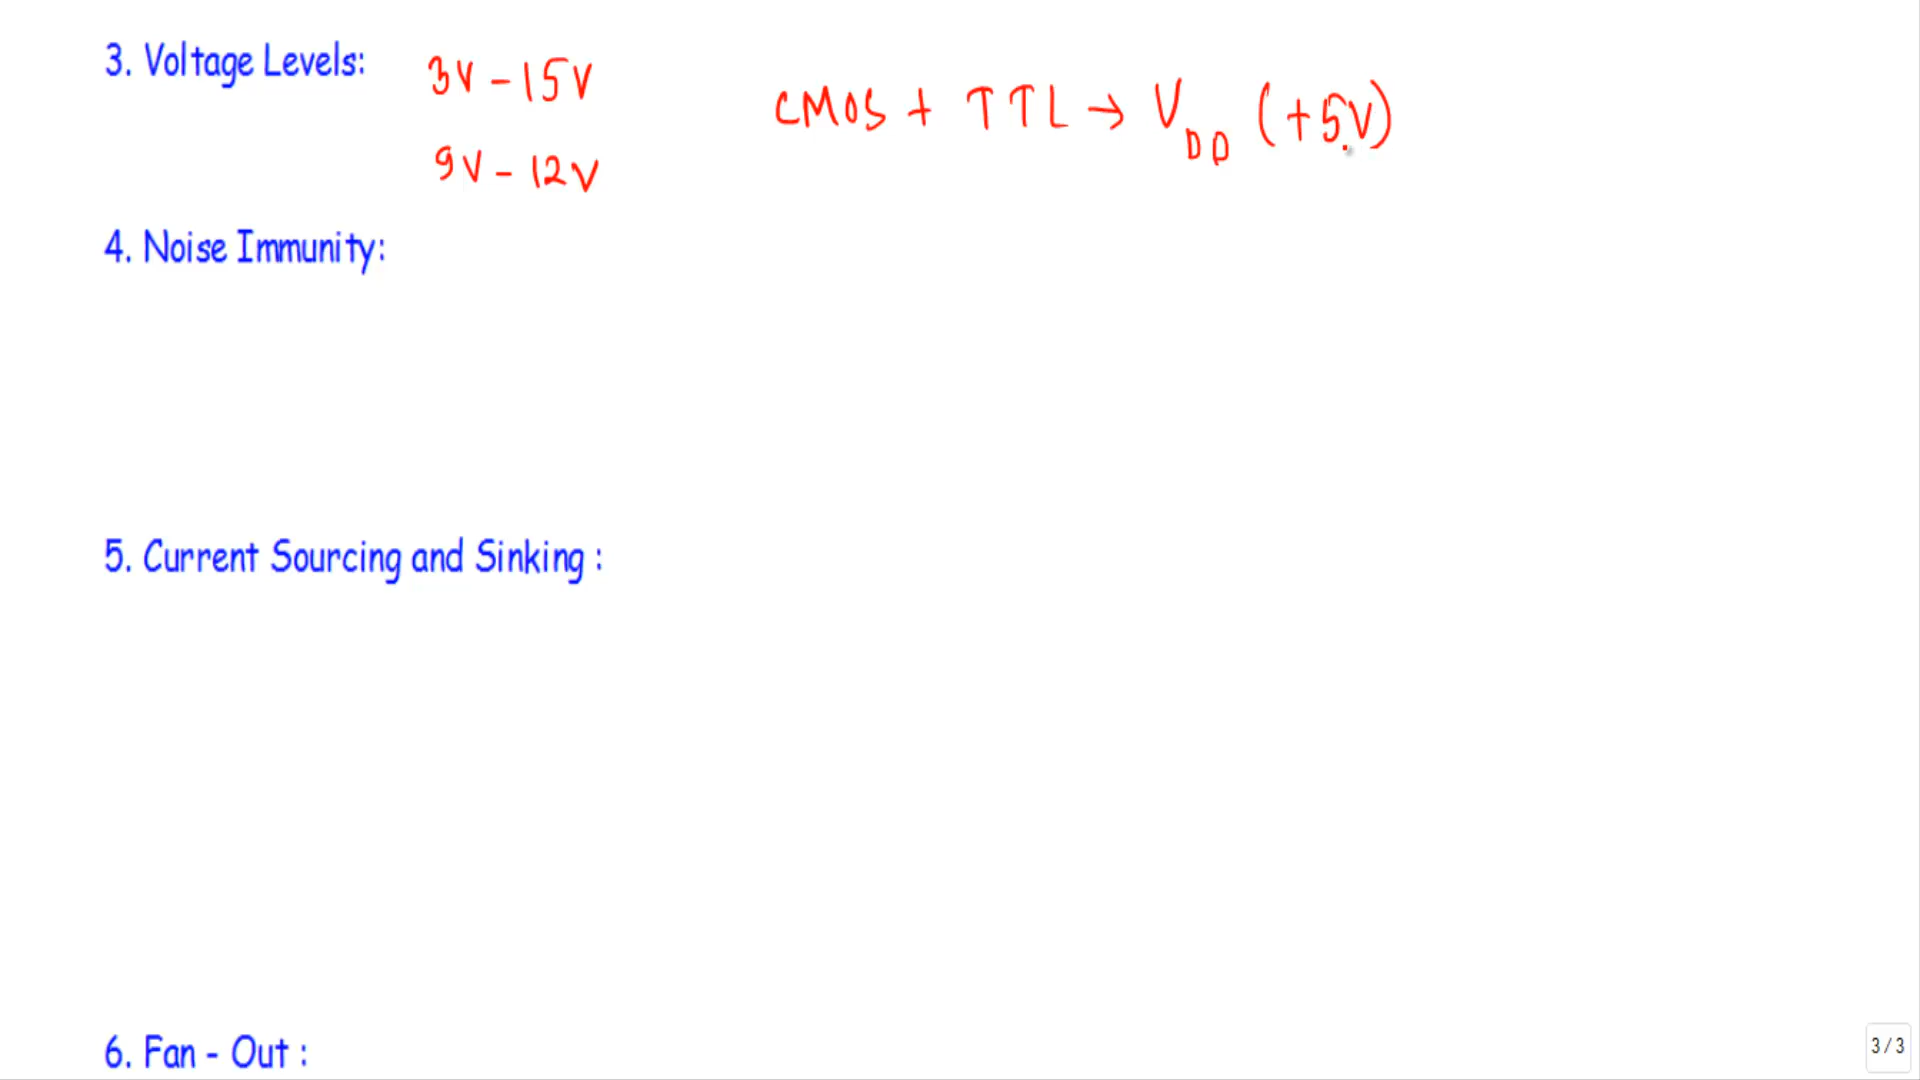 3. Voltage Levels: 3V - 15V
CMOS + TTL → VDD (+5V)
9V - 12V
4. Noise Immunity:
5. Current Sourcing and Sinking :
6. Fan - Out :
3 / 3